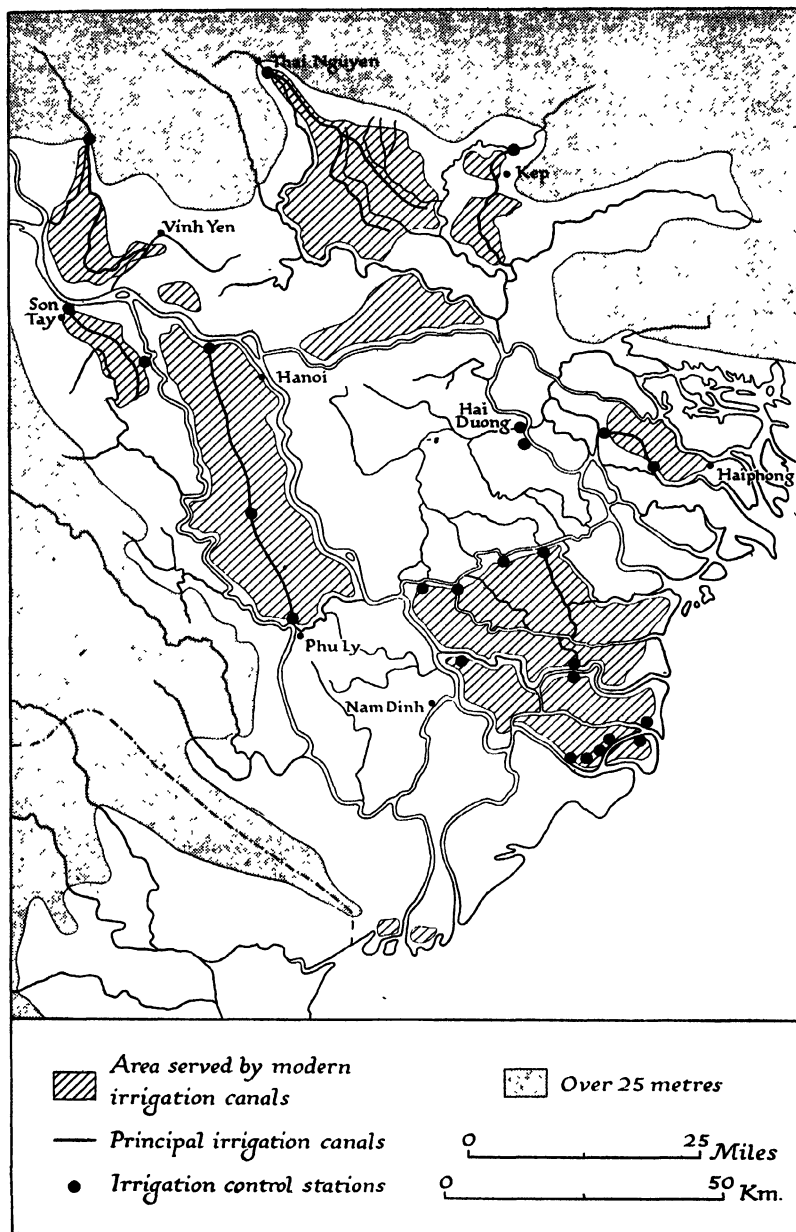 Thai Nguyen
Kep
Vinh Yen
Son
Tay
Hanoi
Hai
Duong
Haiphong
Phu Ly
Nam Dinh
Area served by modern
irrigation canals
Over 25 metres
Principal irrigation canals
0 25 Miles
Irrigation control stations
0 50 Km.